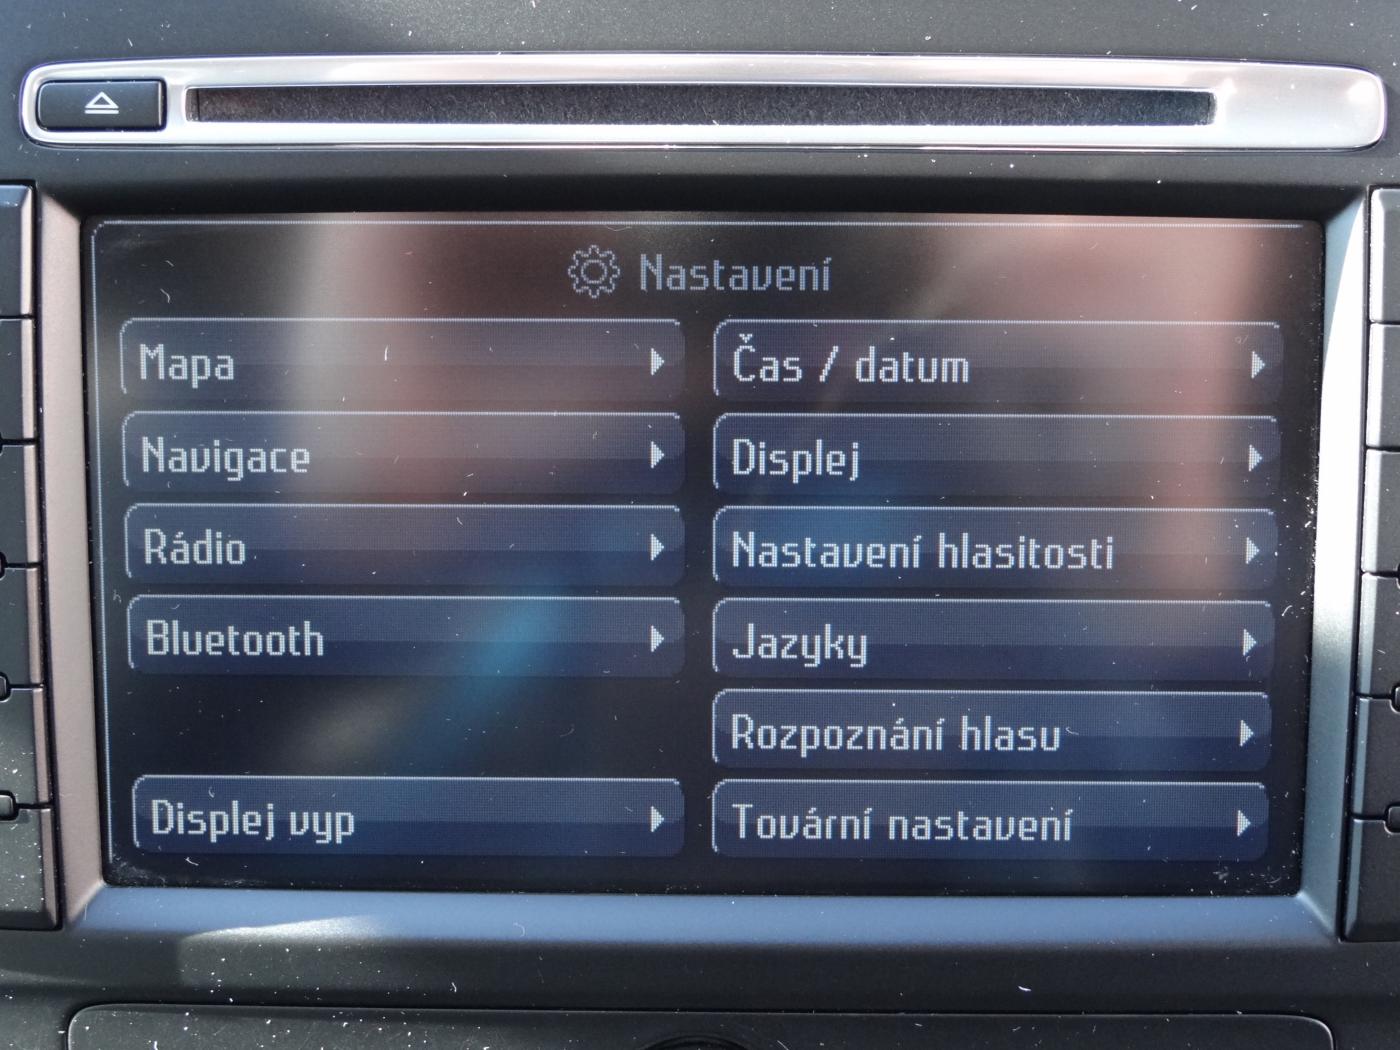 Nastavení
Mapa
Navigace
Rádio
Bluetooth
Displej vyp
Čas / datum
Displej
Nastavení hlasitosti
Jazyky
Rozpoznání hlasu
Tovární nastavení